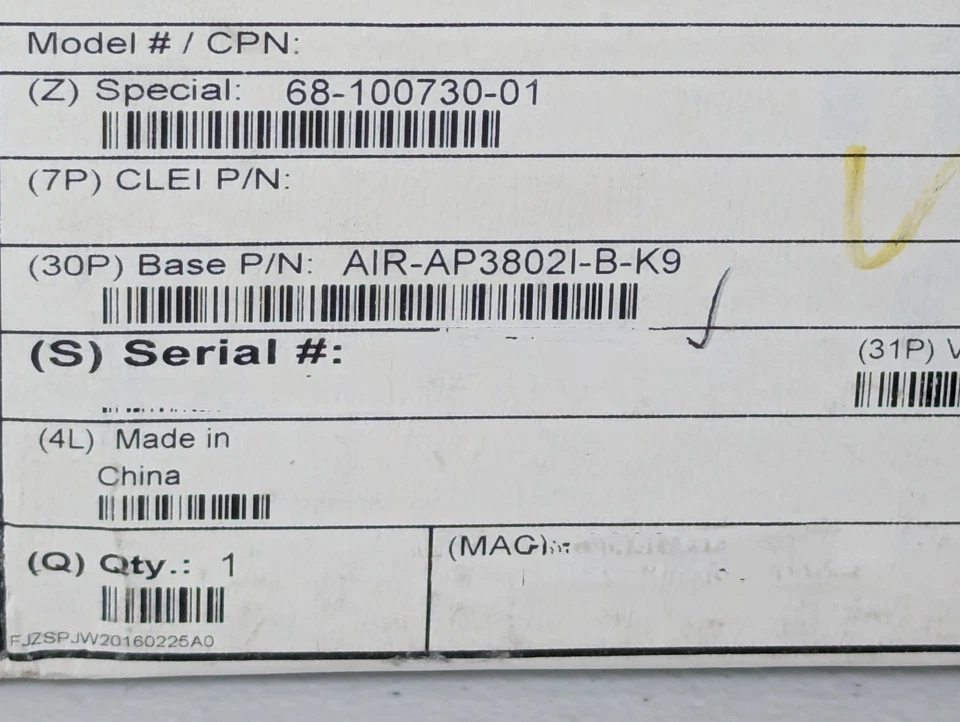 Model # / CPN:
(Z) Special: 68-100730-01
(7P) CLEI P/N:
(30P) Base P/N: AIR-AP3802I-B-K9
(S) Serial #:
(31P) V
(4L) Made in
China
(Q) Qty.: 1
(MAC)
FJZSPJW20160225A0